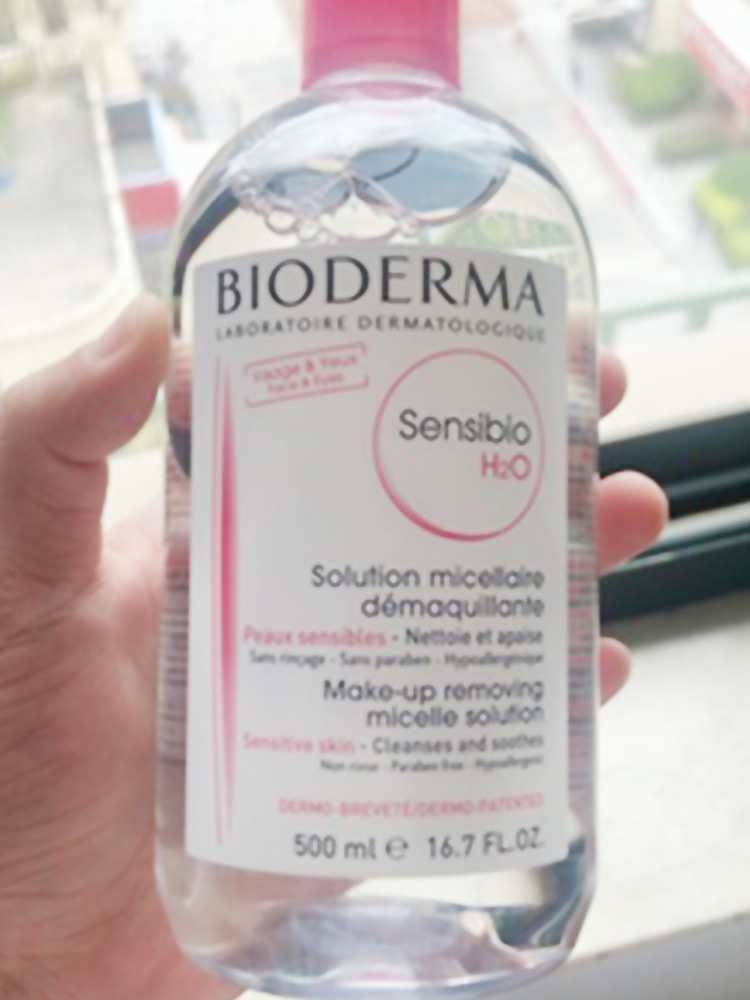 BIODERMA
LABORATOIRE DERMATOLOGIQUE
Visage & Yeux
Face & Eyes
Sensibio
H2O
Solution micellaire
démaquillante
Peaux sensibles - Nettoie et apaise
Sans rinçage - Sans paraben - Hypoallergénique
Make-up removing
micelle solution
Sensitive skin - Cleanses and soothes
Non rinse - Paraben free - Hypoallergenic
DERMO-BREVETÉ/DERMO-PATENTED
500 ml e 16.7 FL.OZ.